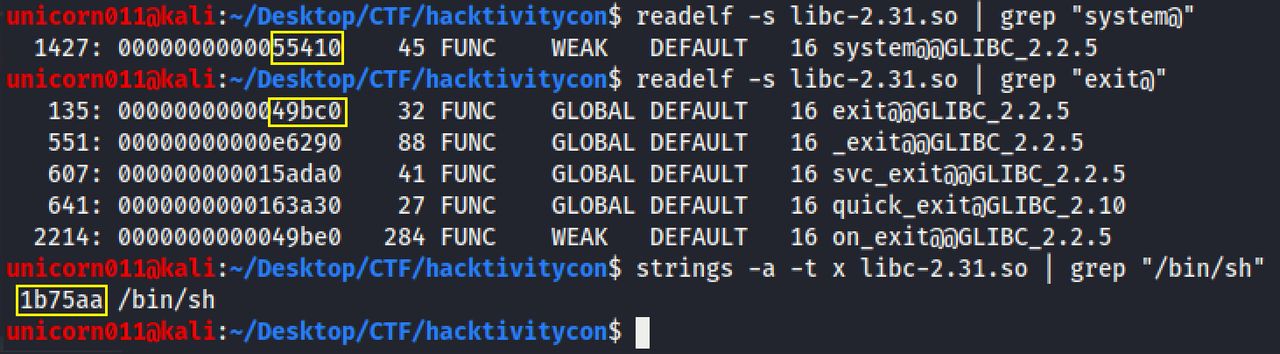 unicorn011@kali:~/Desktop/CTF/hacktivitycon$ readelf -s libc-2.31.so | grep "system@"
  1427: 0000000000055410    45 FUNC    WEAK   DEFAULT   16 system@@GLIBC_2.2.5
unicorn011@kali:~/Desktop/CTF/hacktivitycon$ readelf -s libc-2.31.so | grep "exit@"
   135: 0000000000049bc0    32 FUNC    GLOBAL DEFAULT   16 exit@@GLIBC_2.2.5
   551: 00000000000e6290    88 FUNC    GLOBAL DEFAULT   16 _exit@@GLIBC_2.2.5
   607: 000000000015ada0    41 FUNC    GLOBAL DEFAULT   16 svc_exit@@GLIBC_2.2.5
   641: 0000000000163a30    27 FUNC    GLOBAL DEFAULT   16 quick_exit@GLIBC_2.10
  2214: 0000000000049be0   284 FUNC    WEAK   DEFAULT   16 on_exit@@GLIBC_2.2.5
unicorn011@kali:~/Desktop/CTF/hacktivitycon$ strings -a -t x libc-2.31.so | grep "/bin/sh"
 1b75aa /bin/sh
unicorn011@kali:~/Desktop/CTF/hacktivitycon$